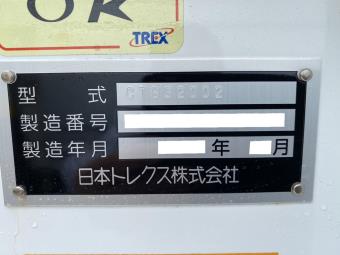 OK
TREX
型式
製造番号
製造年月 年 月
日本トレクス株式会社